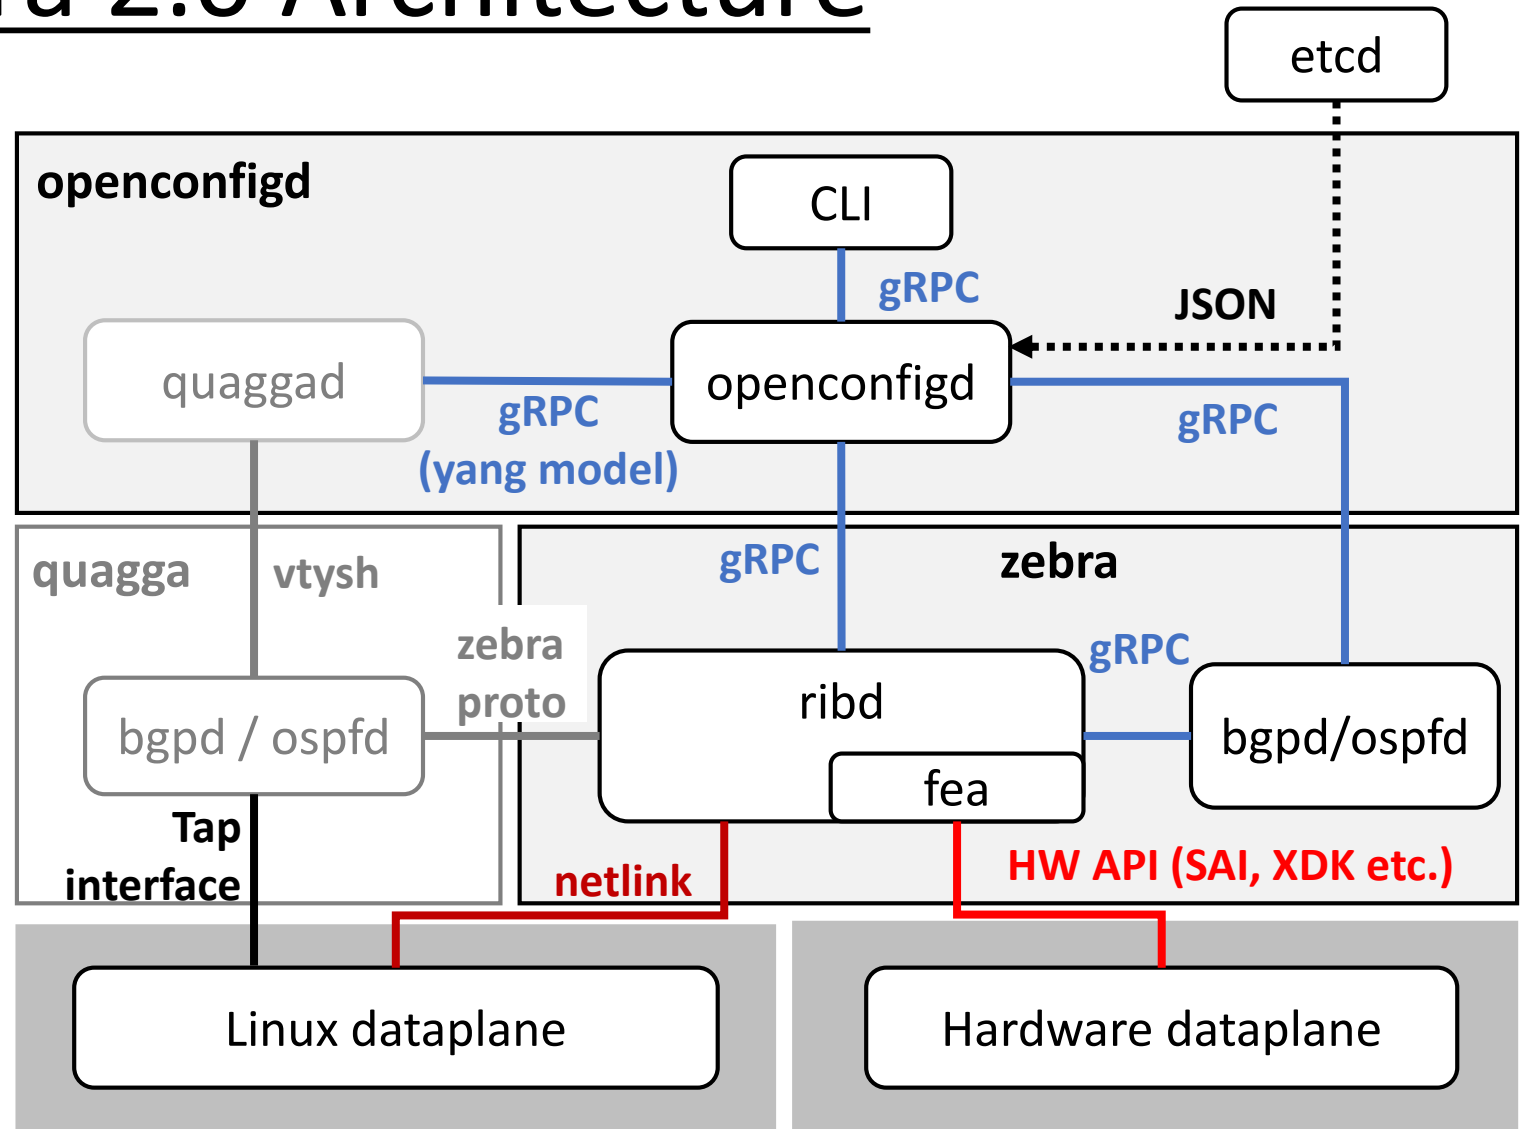 Architecture
etcd
openconfigd
CLI
gRPC
JSON
quaggad
openconfigd
gRPC
(yang model)
gRPC
quagga
vtysh
gRPC
zebra
zebra
proto
gRPC
ribd
bgpd / ospfd
bgpd/ospfd
fea
Tap
interface
netlink
HW API (SAI, XDK etc.)
Linux dataplane
Hardware dataplane